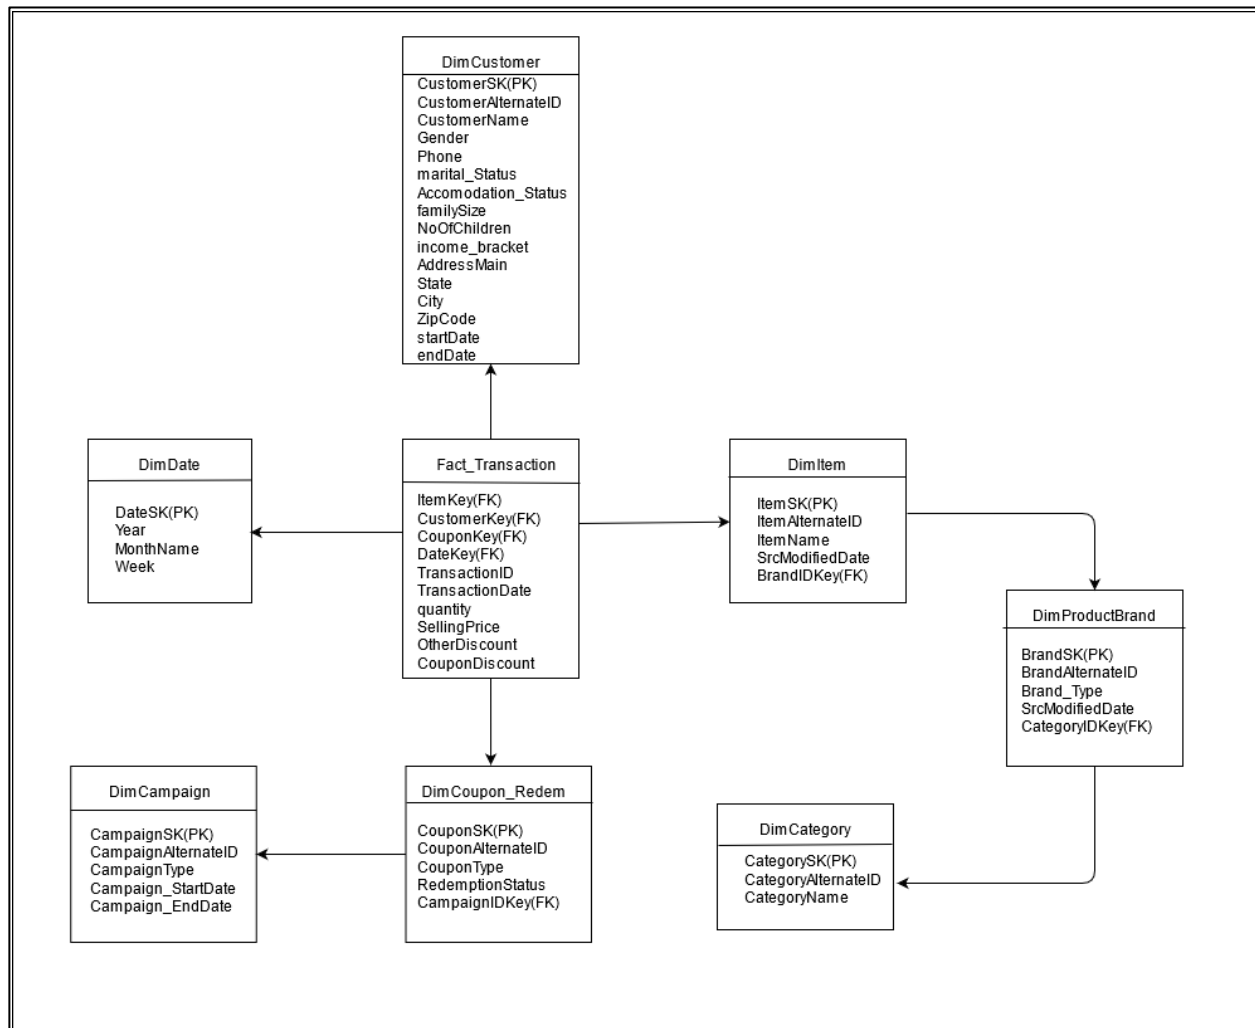 DimCustomer
CustomerSK(PK)
CustomerAlternateID
CustomerName
Gender
Phone
marital_Status
Accomodation_Status
familySize
NoOfChildren
income_bracket
AddressMain
State
City
ZipCode
startDate
endDate
DimDate
DateSK(PK)
Year
MonthName
Week
Fact_Transaction
ItemKey(FK)
CustomerKey(FK)
CouponKey(FK)
DateKey(FK)
TransactionID
TransactionDate
quantity
SellingPrice
OtherDiscount
CouponDiscount
DimItem
ItemSK(PK)
ItemAlternateID
ItemName
SrcModifiedDate
BrandIDKey(FK)
DimProductBrand
BrandSK(PK)
BrandAlternateID
Brand_Type
SrcModifiedDate
CategoryIDKey(FK)
DimCampaign
CampaignSK(PK)
CampaignAlternateID
CampaignType
Campaign_StartDate
Campaign_EndDate
DimCoupon_Redem
CouponSK(PK)
CouponAlternateID
CouponType
RedemptionStatus
CampaignIDKey(FK)
DimCategory
CategorySK(PK)
CategoryAlternateID
CategoryName